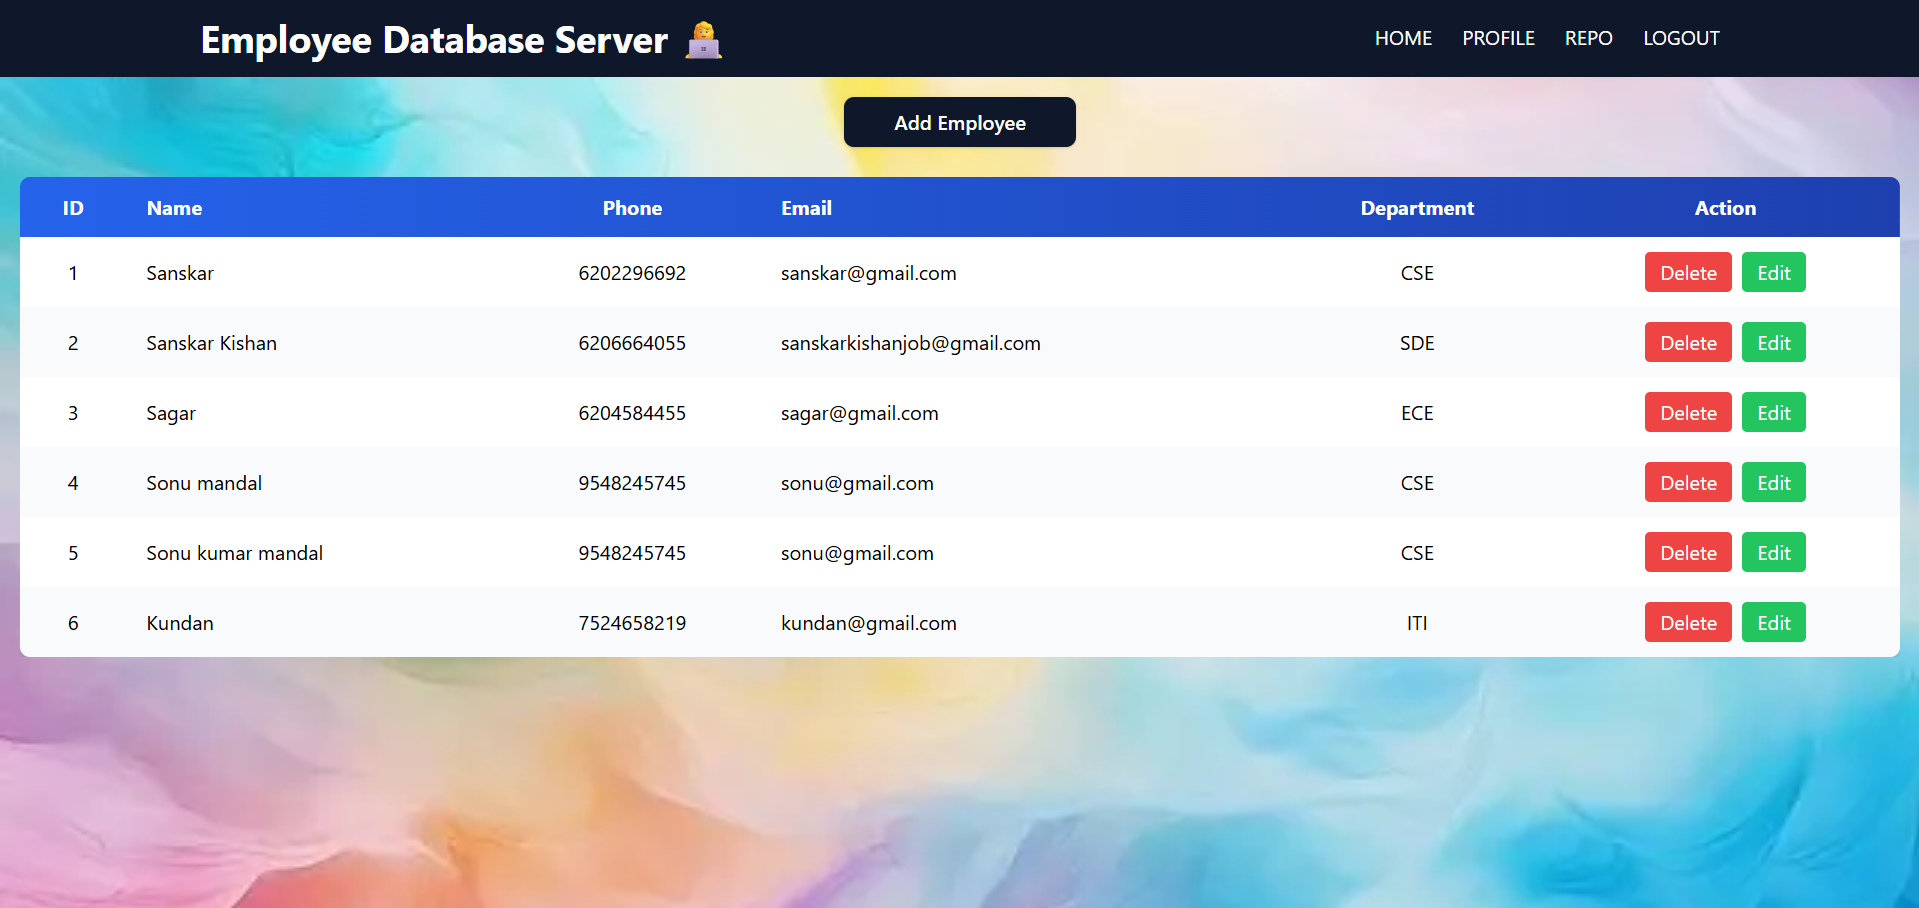 Employee Database Server
HOME PROFILE REPO LOGOUT
Add Employee
ID Name Phone Email Department Action
1 Sanskar 6202296692 sanskar@gmail.com CSE Delete Edit
2 Sanskar Kishan 6206664055 sanskarkishanjob@gmail.com SDE Delete Edit
3 Sagar 6204584455 sagar@gmail.com ECE Delete Edit
4 Sonu mandal 9548245745 sonu@gmail.com CSE Delete Edit
5 Sonu kumar mandal 9548245745 sonu@gmail.com CSE Delete Edit
6 Kundan 7524658219 kundan@gmail.com ITI Delete Edit